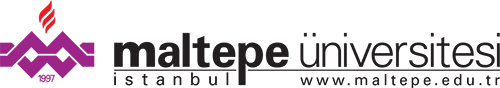 maltepe üniversitesi
istanbul www.maltepe.edu.tr
1997